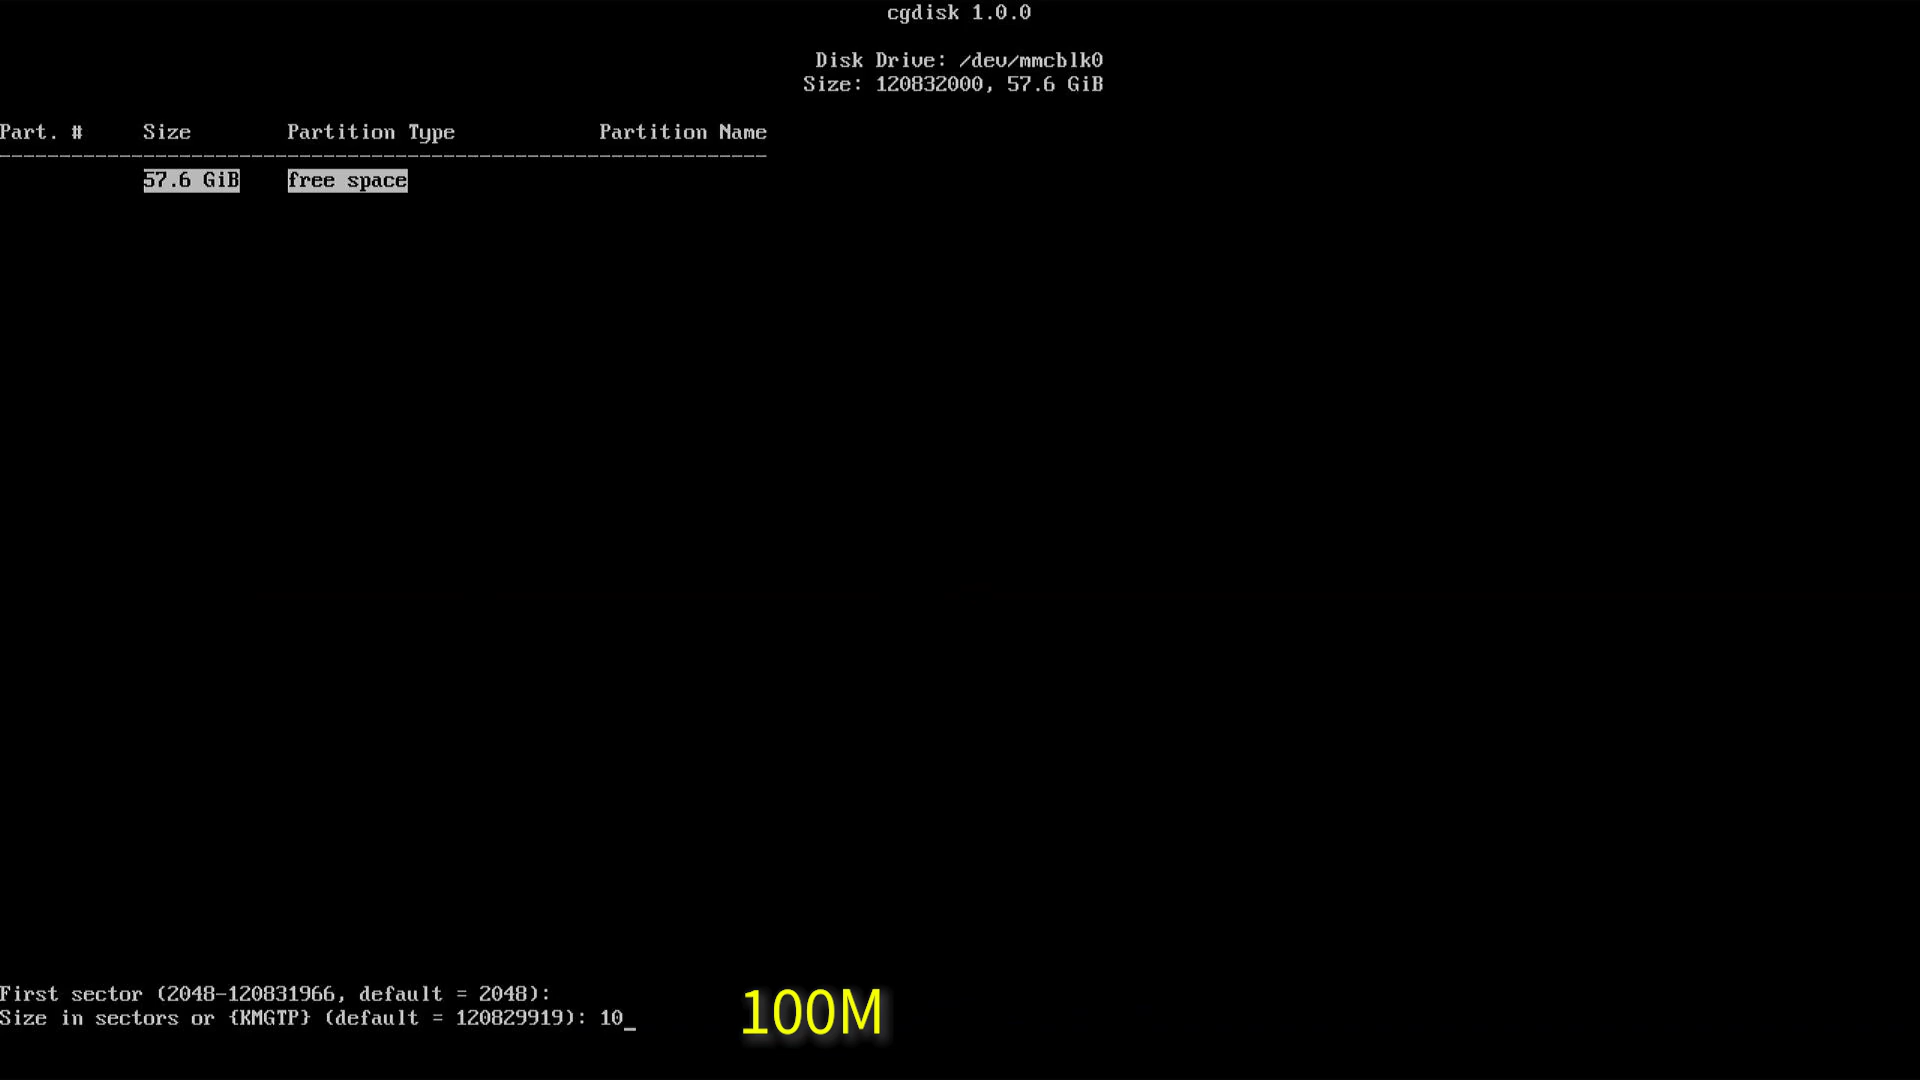 cgdisk 1.0.0
Disk Drive: /dev/mmcblk0
Size: 120832000, 57.6 GiB
Part. # Size Partition Type Partition Name
----------------------------------------------------------------
57.6 GiB free space
First sector (2048-120831966, default = 2048):
Size in sectors or {KMGTP} (default = 120829919): 10_
100M